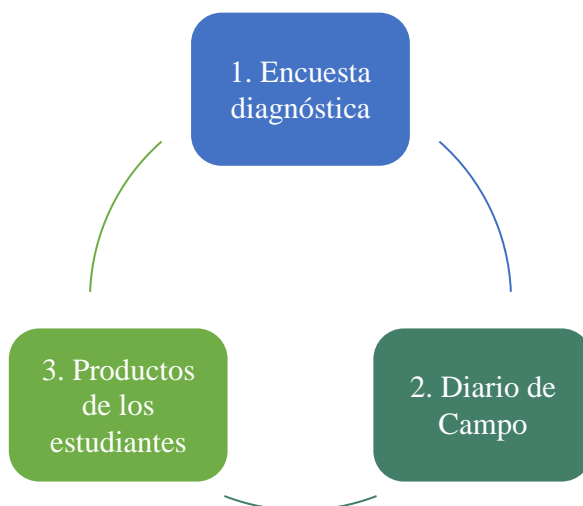 1. Encuesta
diagnóstica
2. Diario de
Campo
3. Productos
de los
estudiantes